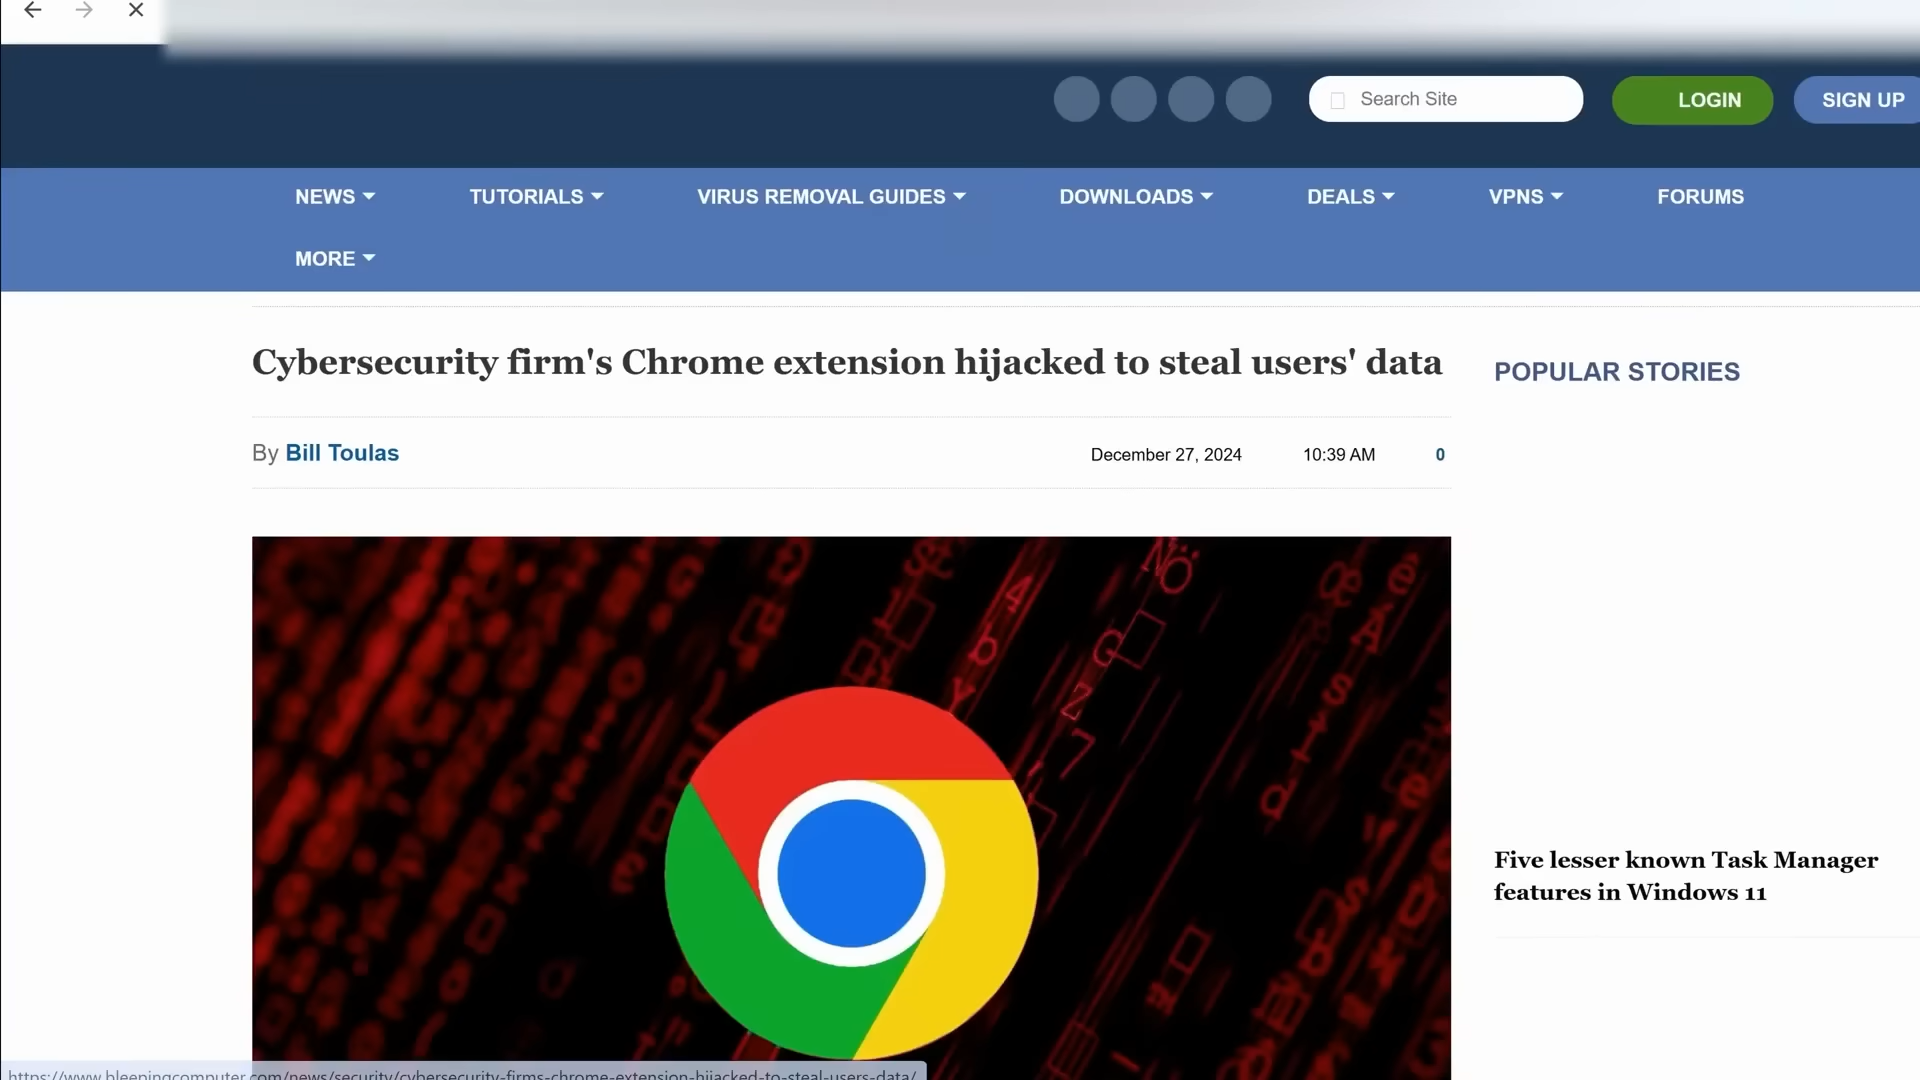 Search Site
LOGIN
SIGN UP
NEWS
TUTORIALS
VIRUS REMOVAL GUIDES
DOWNLOADS
DEALS
VPNS
FORUMS
MORE
Cybersecurity firm's Chrome extension hijacked to steal users' data
By Bill Toulas
December 27, 2024
10:39 AM
0
POPULAR STORIES
Five lesser known Task Manager
features in Windows 11
https://www.bleepingcomputer.com/news/security/cybersecurity-firms-chrome-extension-hijacked-to-steal-users-data/